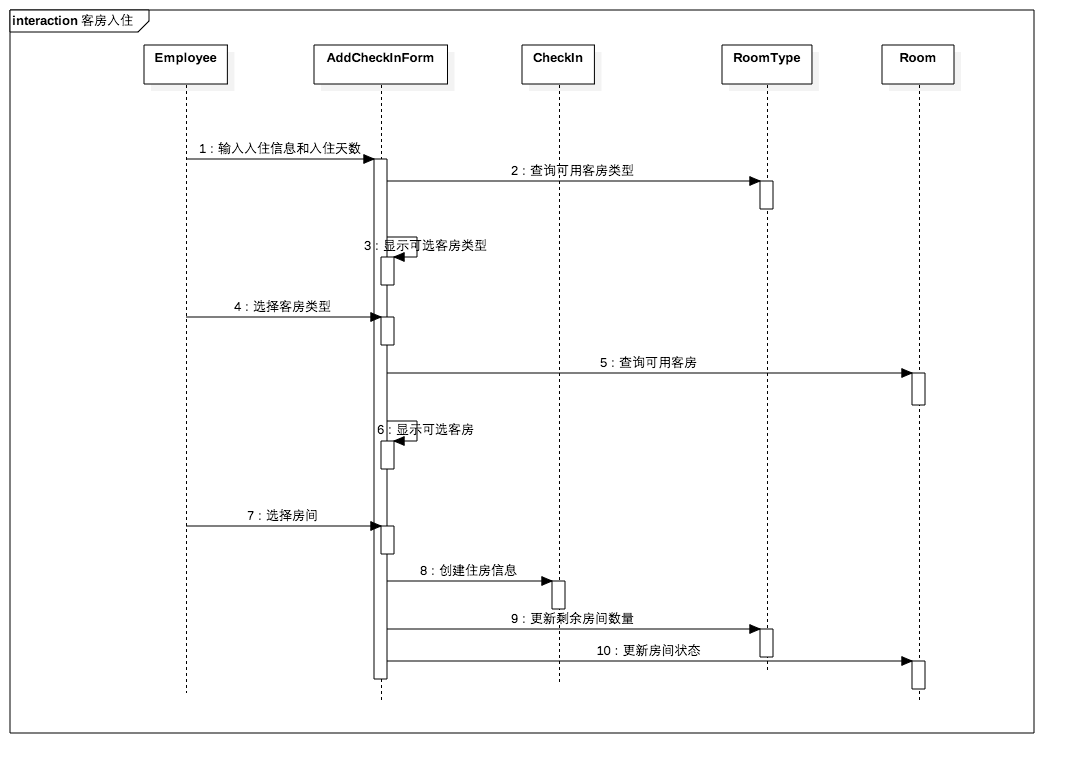 interaction 客房入住
Employee
AddCheckInForm
CheckIn
RoomType
Room
1 : 输入入住信息和入住天数
2 : 查询可用客房类型
3 : 显示可选客房类型
4 : 选择客房类型
5 : 查询可用客房
6 : 显示可选客房
7 : 选择房间
8 : 创建住房信息
9 : 更新剩余房间数量
10 : 更新房间状态